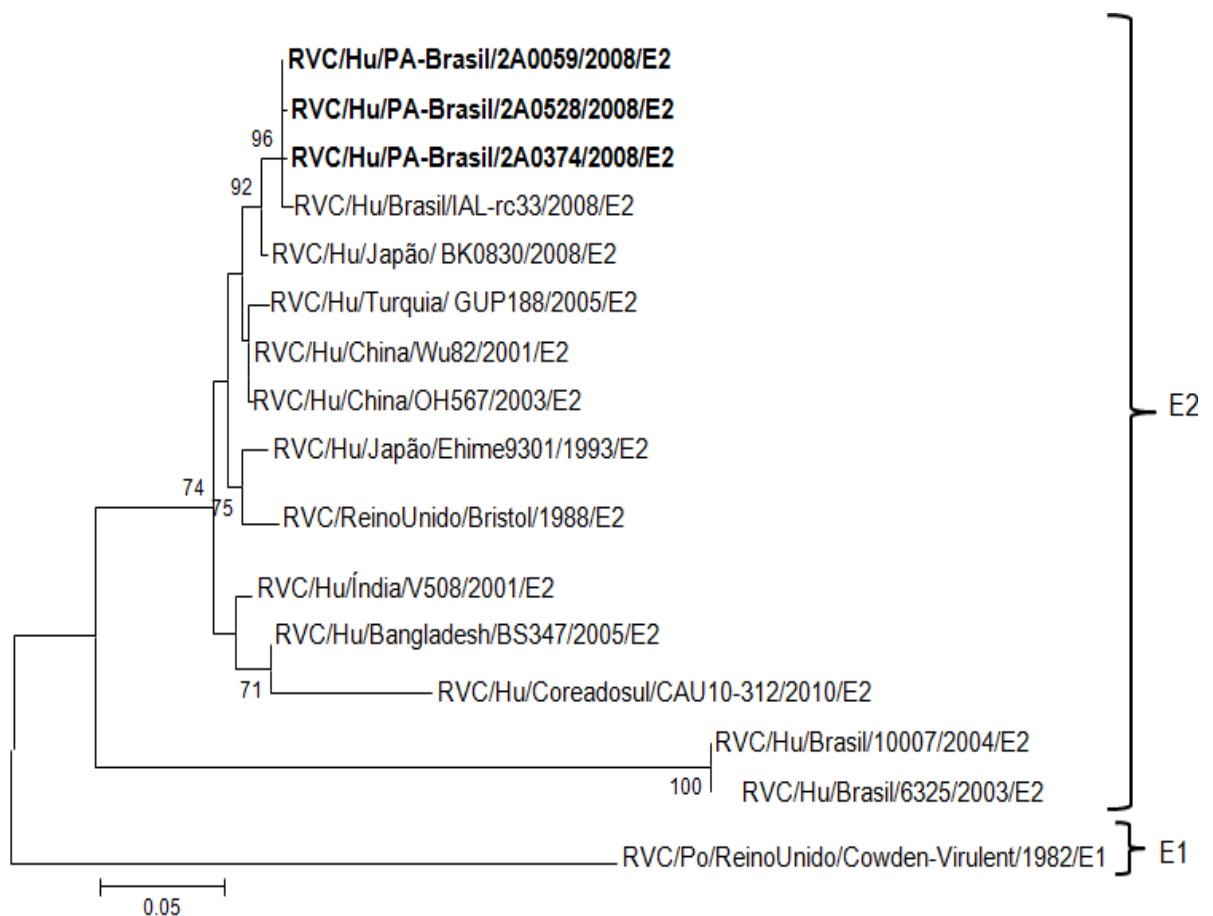 RVC/Hu/PA-Brasil/2A0059/2008/E2
RVC/Hu/PA-Brasil/2A0528/2008/E2
96
RVC/Hu/PA-Brasil/2A0374/2008/E2
92
RVC/Hu/Brasil/IAL-rc33/2008/E2
RVC/Hu/Japão/ BK0830/2008/E2
RVC/Hu/Turquia/ GUP188/2005/E2
RVC/Hu/China/Wu82/2001/E2
RVC/Hu/China/OH567/2003/E2
E2
RVC/Hu/Japão/Ehime9301/1993/E2
74
75
RVC/ReinoUnido/Bristol/1988/E2
RVC/Hu/Índia/V508/2001/E2
RVC/Hu/Bangladesh/BS347/2005/E2
71
RVC/Hu/Coreadosul/CAU10-312/2010/E2
RVC/Hu/Brasil/10007/2004/E2
100
RVC/Hu/Brasil/6325/2003/E2
RVC/Po/ReinoUnido/Cowden-Virulent/1982/E1
E1
0.05